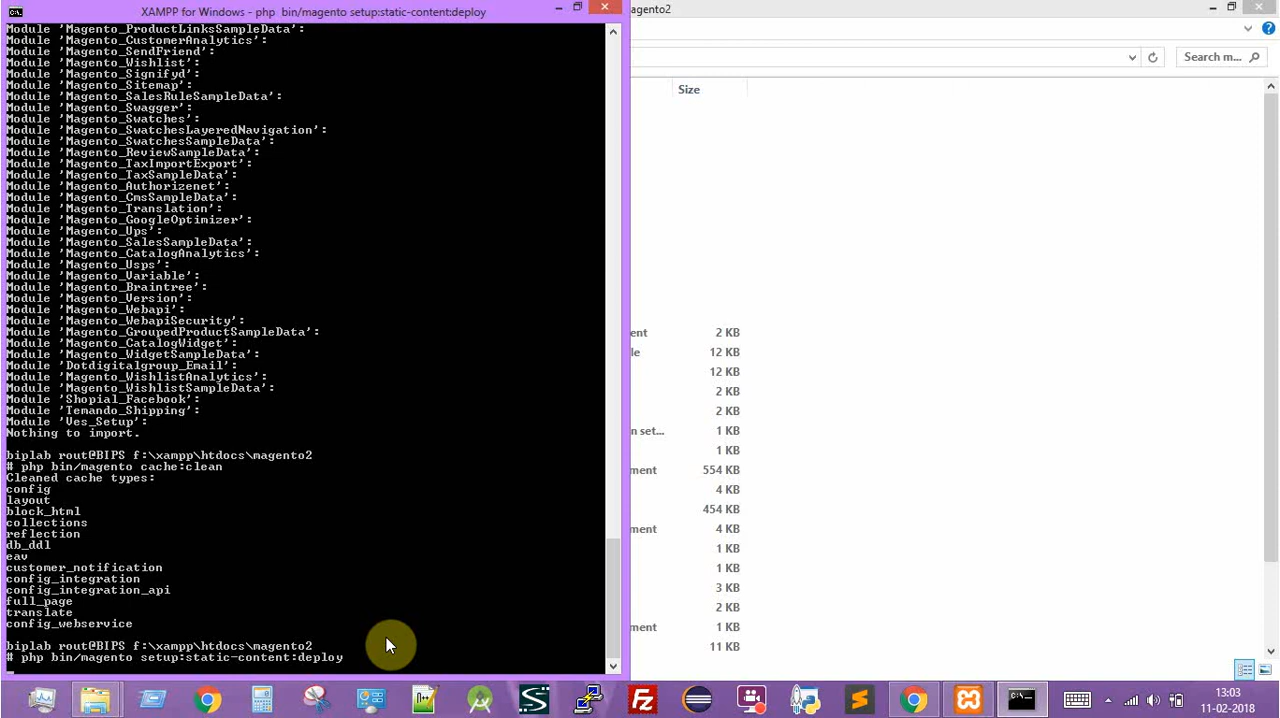 XAMPP for Windows - php  bin/magento setup:static-content:deploy
agento2
Search m...
Size
Module 'Magento_ProductLinksSampleData':
Module 'Magento_CustomerAnalytics':
Module 'Magento_SendFriend':
Module 'Magento_Wishlist':
Module 'Magento_Signifyd':
Module 'Magento_Sitemap':
Module 'Magento_SalesRuleSampleData':
Module 'Magento_Swagger':
Module 'Magento_Swatches':
Module 'Magento_SwatchesLayeredNavigation':
Module 'Magento_SwatchesSampleData':
Module 'Magento_ReviewSampleData':
Module 'Magento_TaxImportExport':
Module 'Magento_TaxSampleData':
Module 'Magento_Authorizenet':
Module 'Magento_CmsSampleData':
Module 'Magento_Translation':
Module 'Magento_GoogleOptimizer':
Module 'Magento_Ups':
Module 'Magento_SalesSampleData':
Module 'Magento_CatalogAnalytics':
Module 'Magento_Usps':
Module 'Magento_Variable':
Module 'Magento_Braintree':
Module 'Magento_Version':
Module 'Magento_Webapi':
Module 'Magento_WebapiSecurity':
Module 'Magento_GroupedProductSampleData':
Module 'Magento_CatalogWidget':
Module 'Magento_WidgetSampleData':
Module 'Dotdigitalgroup_Email':
Module 'Magento_WishlistAnalytics':
Module 'Magento_WishlistSampleData':
Module 'Shopial_Facebook':
Module 'Temando_Shipping':
Module 'Ves_Setup':
Nothing to import.
biplab rout@BIPS f:\xampp\htdocs\magento2
# php bin/magento cache:clean
Cleaned cache types:
config
layout
block_html
collections
reflection
db_ddl
eav
customer_notification
config_integration
config_integration_api
full_page
translate
config_webservice
biplab rout@BIPS f:\xampp\htdocs\magento2
# php bin/magento setup:static-content:deploy
ent 2 KB
le 12 KB
12 KB
2 KB
2 KB
n set... 1 KB
1 KB
ment 554 KB
4 KB
454 KB
ment 4 KB
1 KB
1 KB
3 KB
2 KB
ment 1 KB
11 KB
13:03
11-02-2018